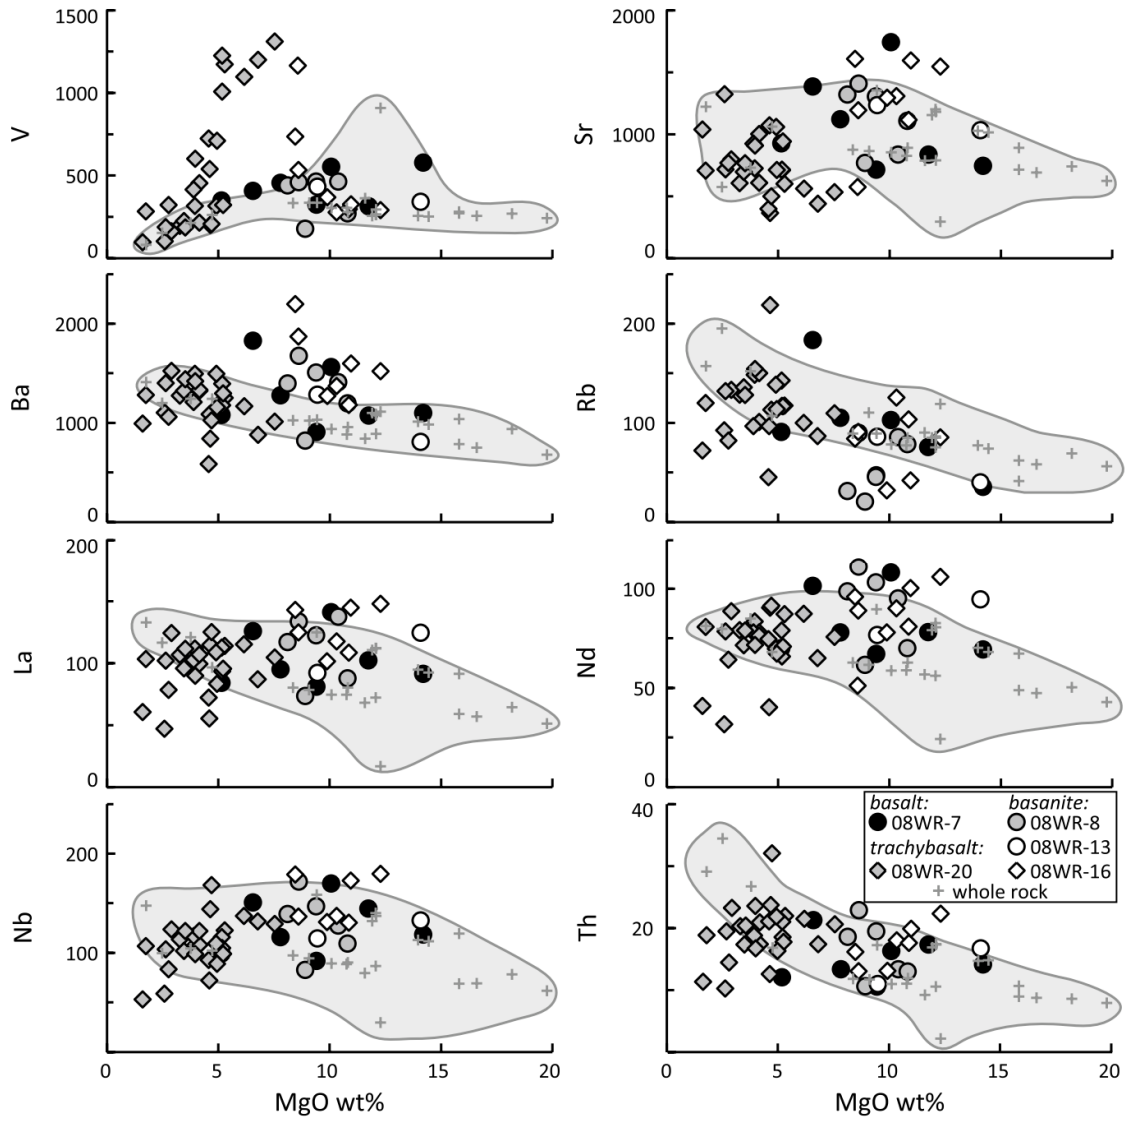 1500
1000
500
0
V
2000
1000
0
Sr
2000
1000
0
Ba
200
100
0
Rb
200
100
0
La
100
50
0
Nd
200
100
Nb
40
20
Th
basalt: basanite:
08WR-7 08WR-8
trachybasalt: 08WR-13
08WR-20 08WR-16
whole rock
0 5 10 15 20
MgO wt%
0 5 10 15 20
MgO wt%